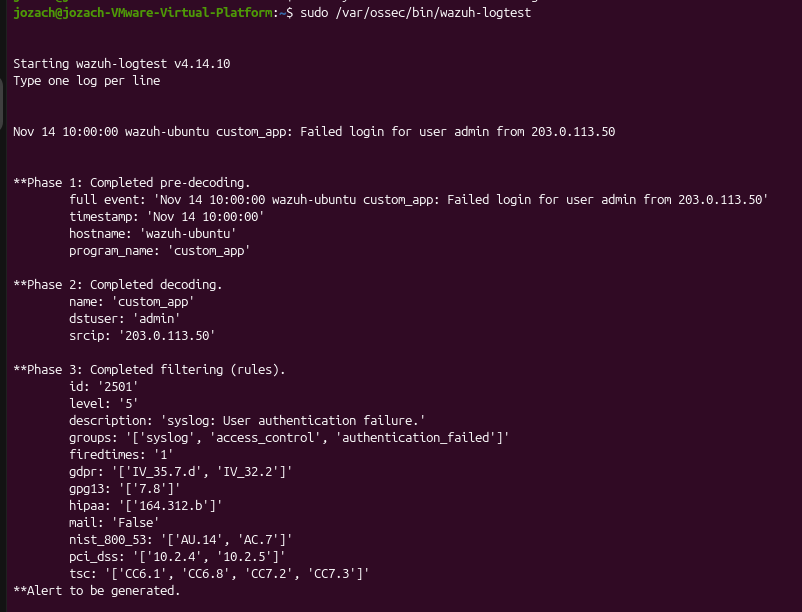 jozach@jozach-VMware-Virtual-Platform:~$ sudo /var/ossec/bin/wazuh-logtest
Starting wazuh-logtest v4.14.10
Type one log per line
Nov 14 10:00:00 wazuh-ubuntu custom_app: Failed login for user admin from 203.0.113.50
**Phase 1: Completed pre-decoding.
full event: 'Nov 14 10:00:00 wazuh-ubuntu custom_app: Failed login for user admin from 203.0.113.50'
timestamp: 'Nov 14 10:00:00'
hostname: 'wazuh-ubuntu'
program_name: 'custom_app'
**Phase 2: Completed decoding.
name: 'custom_app'
dstuser: 'admin'
srcip: '203.0.113.50'
**Phase 3: Completed filtering (rules).
id: '2501'
level: '5'
description: 'syslog: User authentication failure.'
groups: '['syslog', 'access_control', 'authentication_failed']'
firedtimes: '1'
gdpr: '['IV_35.7.d', 'IV_32.2']'
gpg13: '['7.8']'
hipaa: '['164.312.b']'
mail: 'False'
nist_800_53: '['AU.14', 'AC.7']'
pci_dss: '['10.2.4', '10.2.5']'
tsc: '['CC6.1', 'CC6.8', 'CC7.2', 'CC7.3']'
**Alert to be generated.